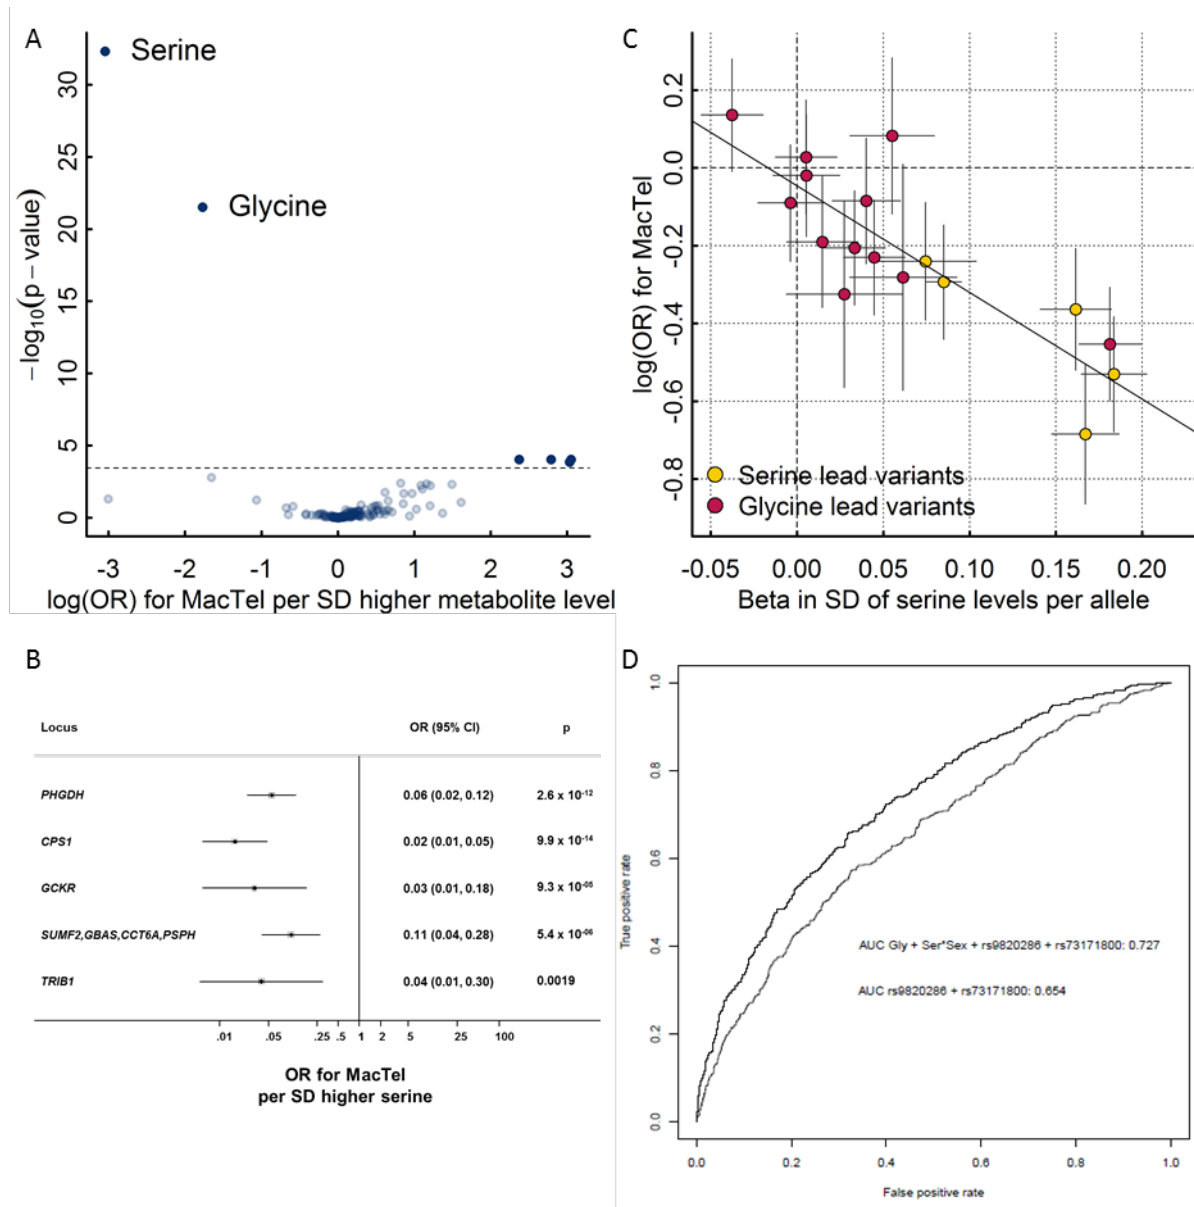 A
Serine
Glycine
−log10(p − value)
30
25
20
15
10
5
0
-3 -2 -1 0 1 2 3
log(OR) for MacTel per SD higher metabolite level
C
log(OR) for MacTel
0.2
0.0
-0.2
-0.4
-0.6
-0.8
Serine lead variants
Glycine lead variants
-0.05 0.00 0.05 0.10 0.15 0.20
Beta in SD of serine levels per allele
B
Locus OR (95% CI) p
PHGDH 0.06 (0.02, 0.12) 2.6 x 10-12
CPS1 0.02 (0.01, 0.05) 9.9 x 10-14
GCKR 0.03 (0.01, 0.18) 9.3 x 10-05
SUMF2,GBAS,CCT6A,PSPH 0.11 (0.04, 0.28) 5.4 x 10-06
TRIB1 0.04 (0.01, 0.30) 0.0019
.01 .05 .25 .5 1 2 5 25 100
OR for MacTel
per SD higher serine
D
True positive rate
1.0
0.8
0.6
0.4
0.2
0.0
AUC Gly + Ser*Sex + rs9820286 + rs73171800: 0.727
AUC rs9820286 + rs73171800: 0.654
0.0 0.2 0.4 0.6 0.8 1.0
False positive rate